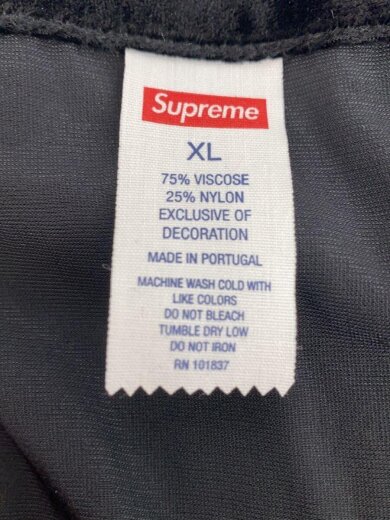 Supreme
XL
75% VISCOSE
25% NYLON
EXCLUSIVE OF
DECORATION
MADE IN PORTUGAL
MACHINE WASH COLD WITH
LIKE COLORS
DO NOT BLEACH
TUMBLE DRY LOW
DO NOT IRON
RN 101837